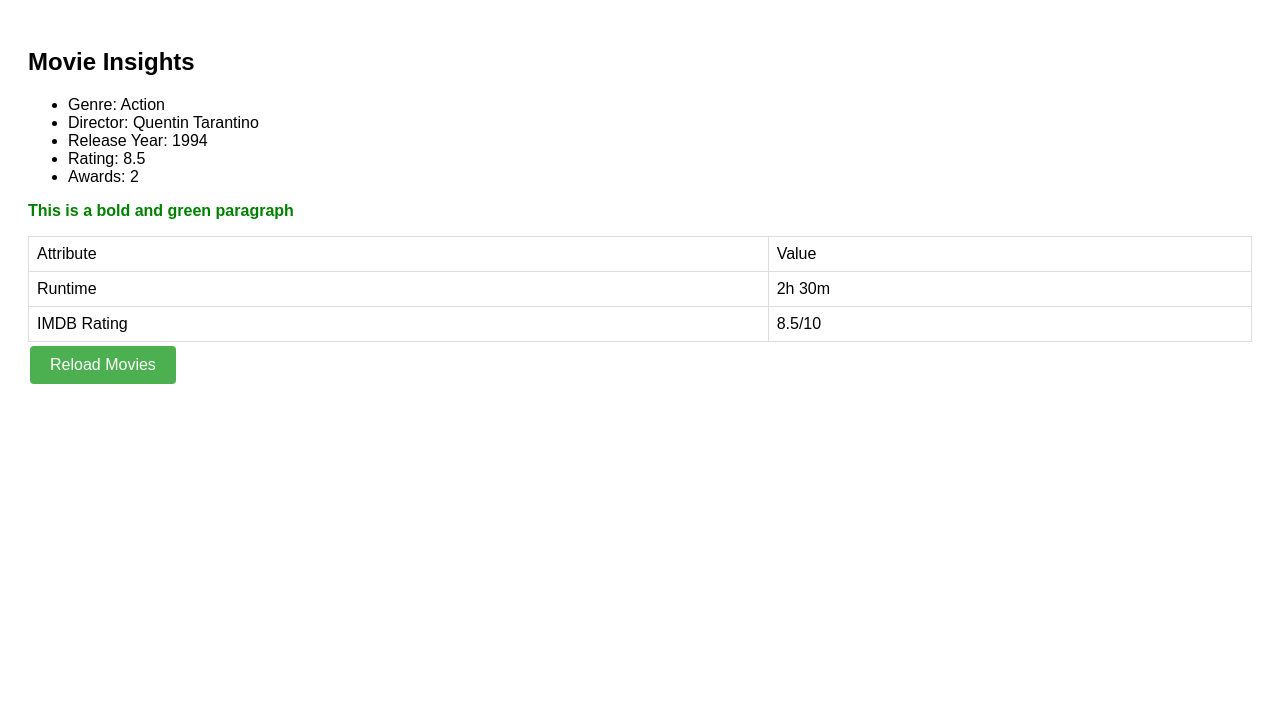 Movie Insights
Genre: Action
Director: Quentin Tarantino
Release Year: 1994
Rating: 8.5
Awards: 2
This is a bold and green paragraph
Attribute Value
Runtime 2h 30m
IMDB Rating 8.5/10
Reload Movies